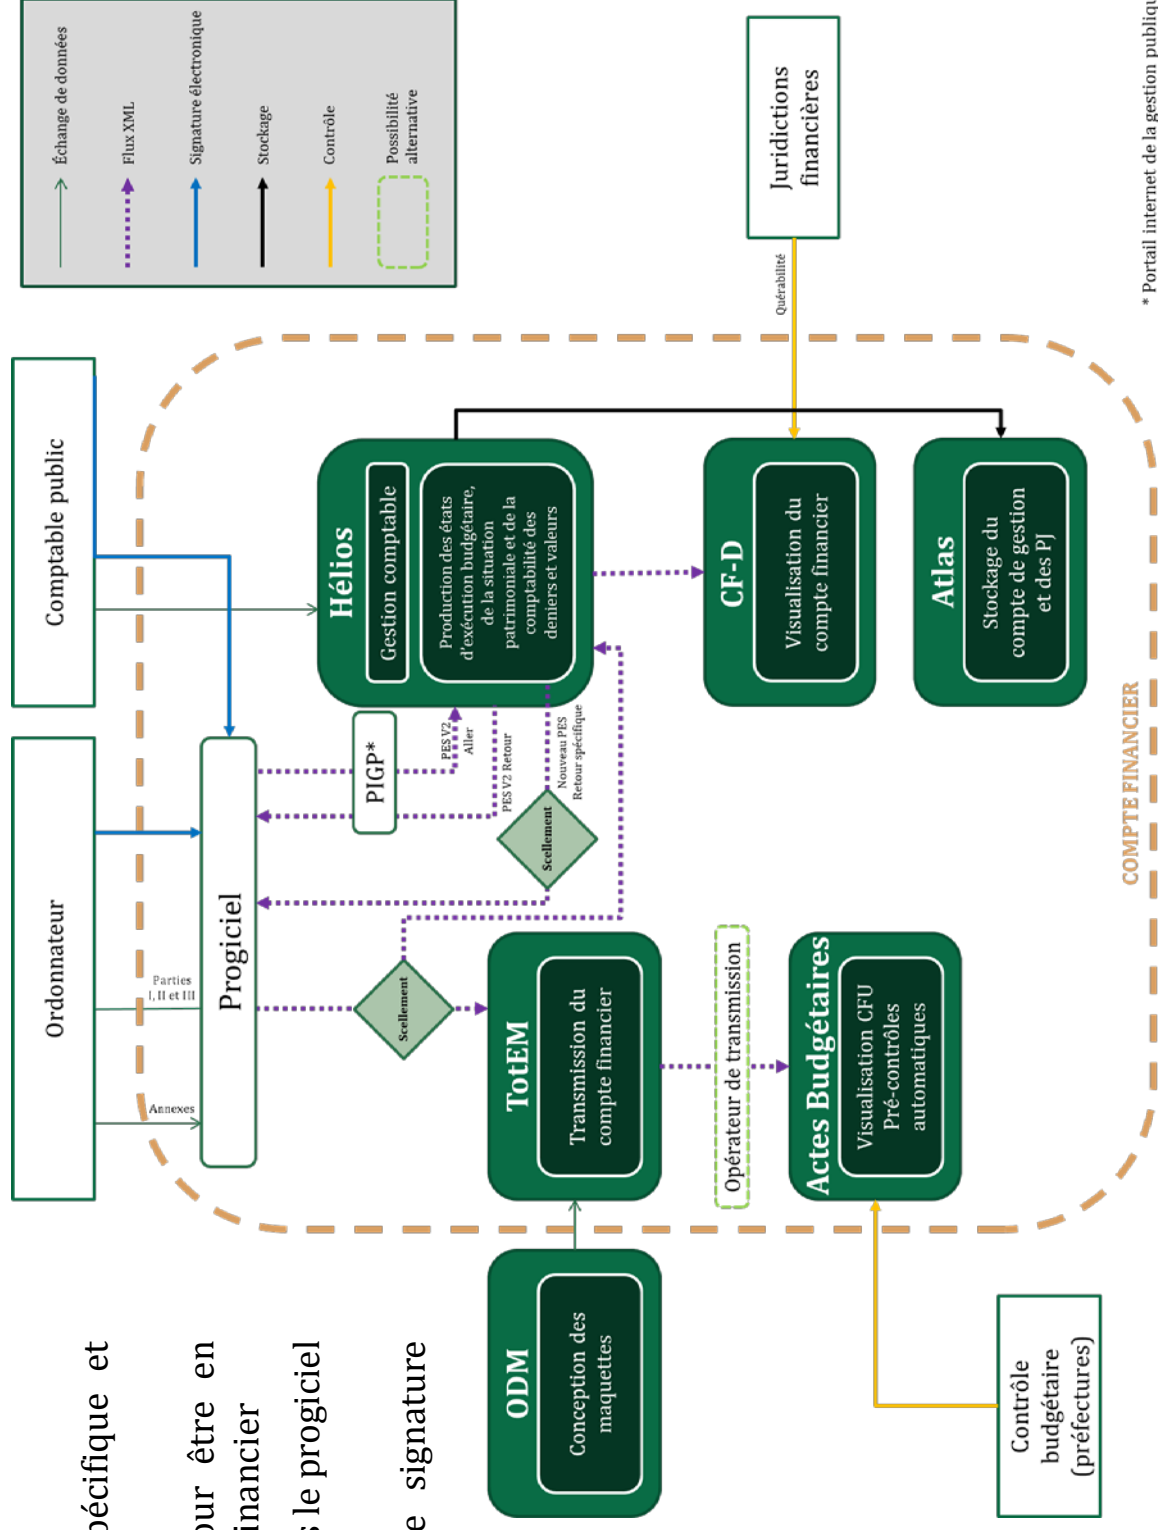 pécifique et
our être en
inancier
s le progiciel
e signature
Ordonnateur
Comptable public
Échange de données
Flux XML
Signature électronique
Stockage
Contrôle
Possibilité
alternative
Annexes
Parties
I, II et III
Progiciel
PIGP*
PES V2
Aller
PES V2 Retour
Nouveau PES
Retour spécifique
Scellement
Scellement
Hélios
Gestion comptable
Production des états
d'exécution budgétaire,
de la situation
patrimoniale et de la
comptabilité des
deniers et valeurs
ODM
Conception des
maquettes
TotEM
Transmission du
compte financier
Opérateur de transmission
Actes Budgétaires
Visualisation CFU
Pré-contrôles
automatiques
CF-D
Visualisation du
compte financier
Quérabilité
Juridictions
financières
Atlas
Stockage du
compte de gestion
et des PJ
Contrôle
budgétaire
(préfectures)
COMPTE FINANCIER
* Portail internet de la gestion publiqu